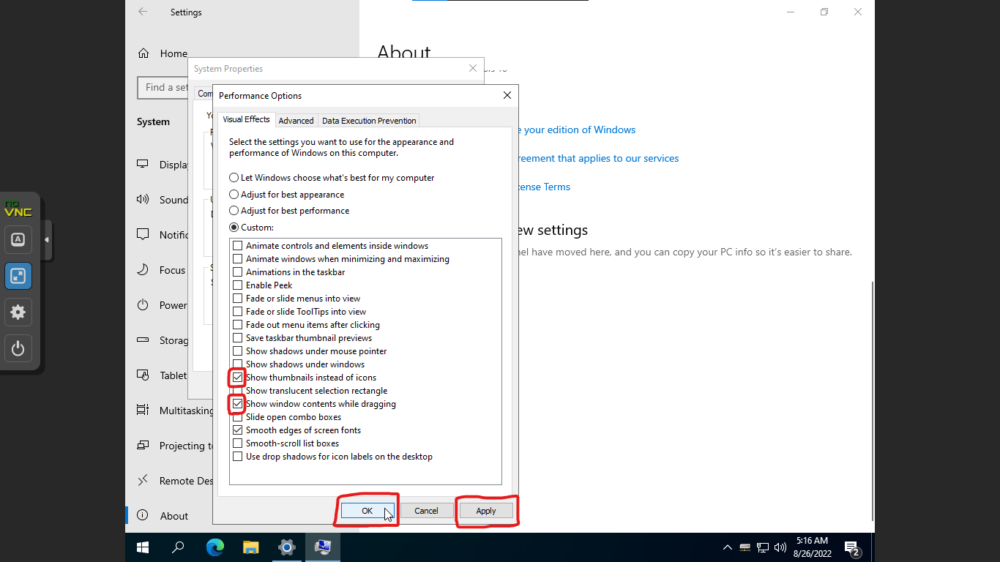 Settings
About
Home
System Properties
Find a set
Com
Performance Options
System
Visual Effects
Advanced
Data Execution Prevention
Select the settings you want to use for the appearance and
performance of Windows on this computer.
Let Windows choose what's best for my computer
Adjust for best appearance
Adjust for best performance
Custom:
Animate controls and elements inside windows
Animate windows when minimizing and maximizing
Animations in the taskbar
Enable Peek
Fade or slide menus into view
Fade or slide ToolTips into view
Fade out menu items after clicking
Save taskbar thumbnail previews
Show shadows under mouse pointer
Show shadows under windows
Show thumbnails instead of icons
Show translucent selection rectangle
Show window contents while dragging
Slide open combo boxes
Smooth edges of screen fonts
Smooth-scroll list boxes
Use drop shadows for icon labels on the desktop
OK
Cancel
Apply
e your edition of Windows
reement that applies to our services
ense Terms
ew settings
nel have moved here, and you can copy your PC info so it's easier to share.
Display
Sound
Notific
Focus
Power
Storag
Tablet
Multitasking
Projecting to
Remote Des
About
no
VNC
A
5:16 AM
8/26/2022
2